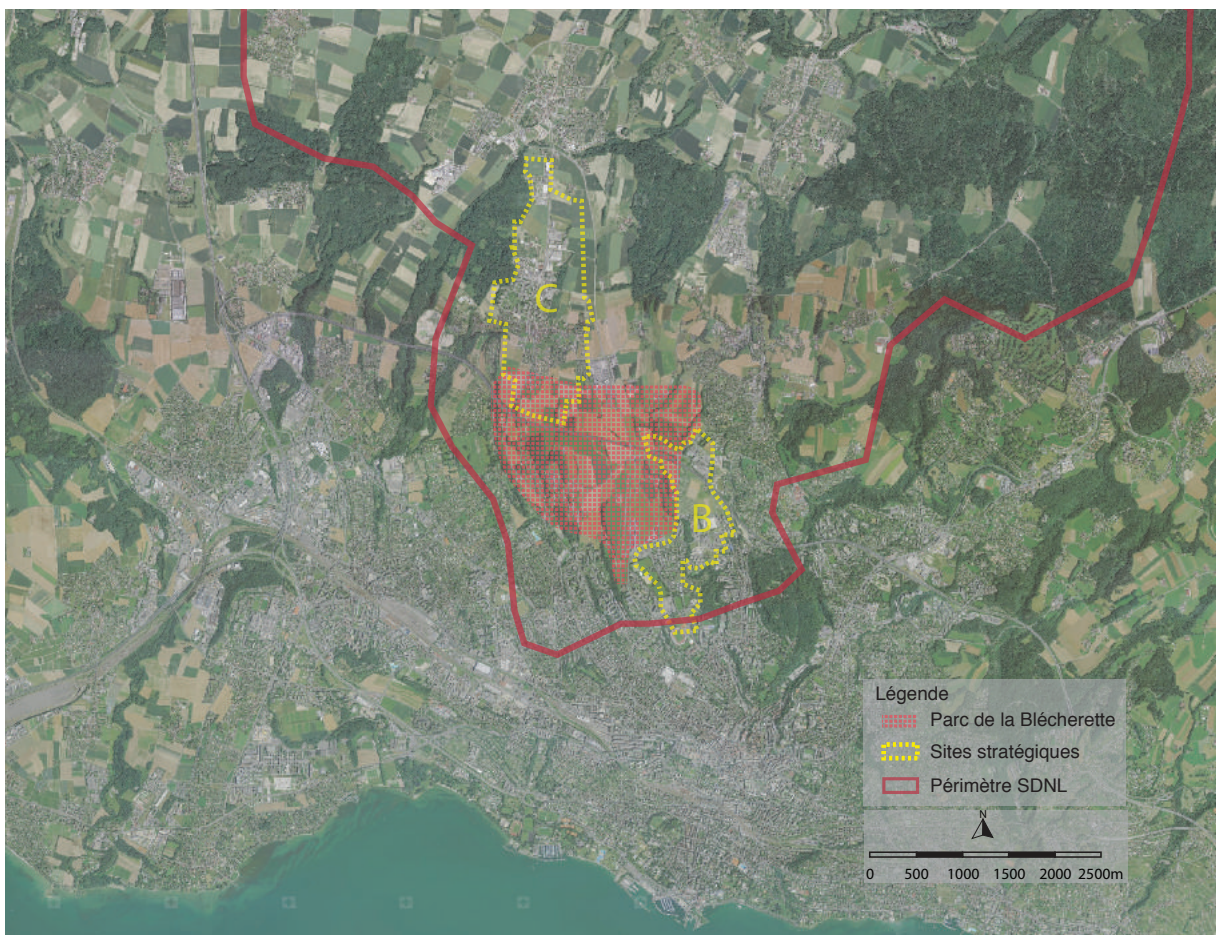 C
B
Légende
Parc de la Blécherette
Sites stratégiques
Périmètre SDNL
N
0 500 1000 1500 2000 2500m